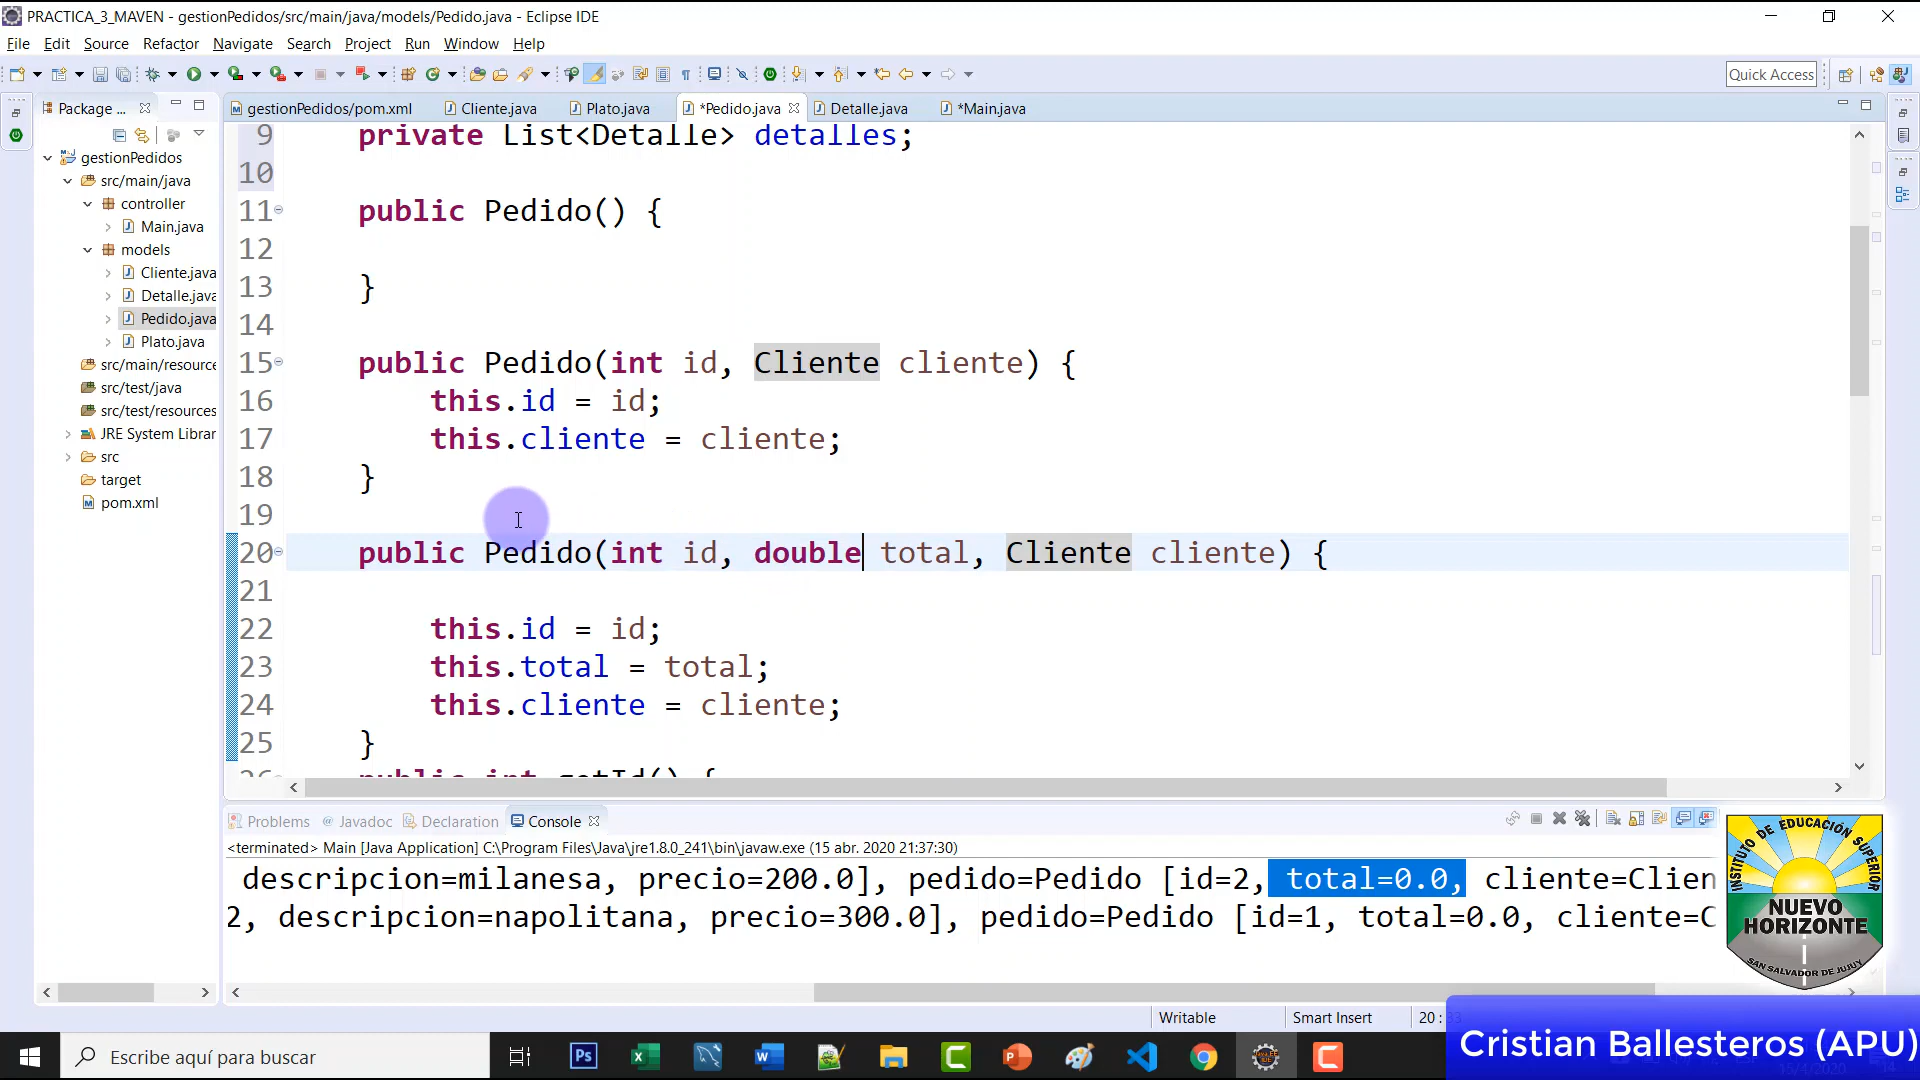 PRACTICA_3_MAVEN - gestionPedidos/src/main/java/models/Pedido.java - Eclipse IDE
File Edit Source Refactor Navigate Search Project Run Window Help
Quick Access
Package ...
gestionPedidos/pom.xml Cliente.java Plato.java *Pedido.java Detalle.java *Main.java
gestionPedidos
src/main/java
controller
Main.java
models
Cliente.java
Detalle.java
Pedido.java
Plato.java
src/main/resource
src/test/java
src/test/resources
JRE System Librar
src
target
pom.xml
9 private List<Detalle> detalles;
10
11 public Pedido() {
12
13 }
14
15 public Pedido(int id, Cliente cliente) {
16 this.id = id;
17 this.cliente = cliente;
18 }
19
20 public Pedido(int id, double total, Cliente cliente) {
21
22 this.id = id;
23 this.total = total;
24 this.cliente = cliente;
25 }
26 public int getId() {
Problems Javadoc Declaration Console
<terminated> Main [Java Application] C:\Program Files\Java\jre1.8.0_241\bin\javaw.exe (15 abr. 2020 21:37:30)
descripcion=milanesa, precio=200.0], pedido=Pedido [id=2, total=0.0, cliente=Clien
2, descripcion=napolitana, precio=300.0], pedido=Pedido [id=1, total=0.0, cliente=C
INSTITUTO DE EDUCACIÓN SUPERIOR
NUEVO
HORIZONTE
SAN SALVADOR DE JUJUY
Writable Smart Insert 20 :
Cristian Ballesteros (APU)
Escribe aquí para buscar